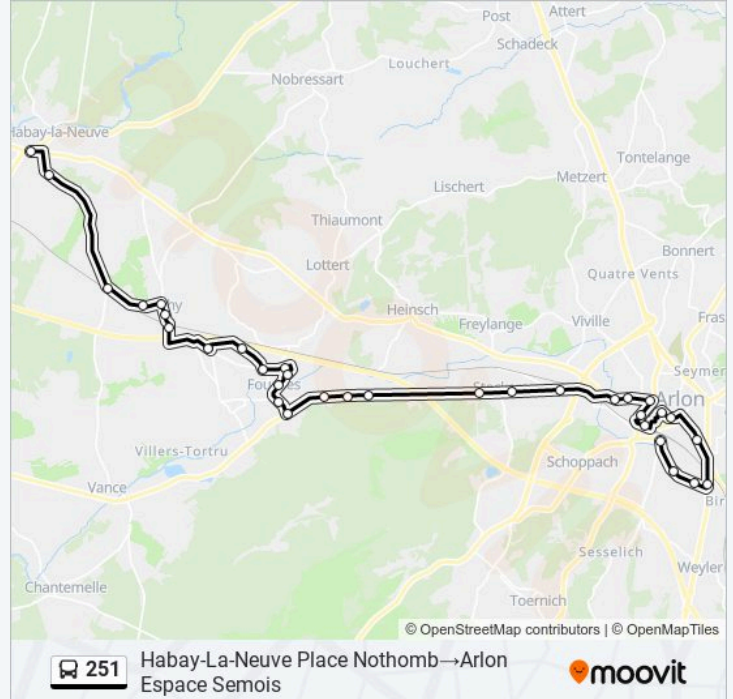 Post
Attert
Schadeck
Louchert
Nobressart
Habay-la-Neuve
Tontelange
Metzert
Lischert
Thiaumont
Bonnert
Lottert
Quatre Vents
Heinsch
Freylange
Viville
Fras
Seymer
Arlon
Villers-Tortru
Schoppach
Vance
Bir
Sesselich
Weyler
Chantemelle
Toernich
© OpenStreetMap contributors | © OpenMapTiles
251
Habay-La-Neuve Place Nothomb→Arlon
Espace Semois
moovit